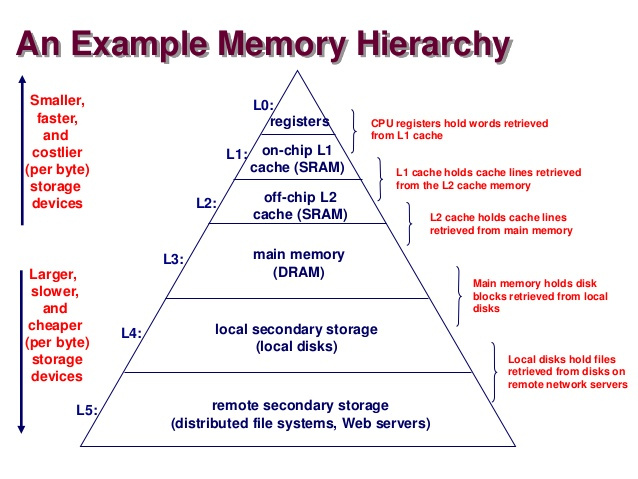 An Example Memory Hierarchy
Smaller,
faster,
and
costlier
(per byte)
storage
devices
Larger,
slower,
and
cheaper
(per byte)
storage
devices
L0:
registers
L1:
on-chip L1
cache (SRAM)
L2:
off-chip L2
cache (SRAM)
L3:
main memory
(DRAM)
L4:
local secondary storage
(local disks)
L5:
remote secondary storage
(distributed file systems, Web servers)
CPU registers hold words retrieved
from L1 cache
L1 cache holds cache lines retrieved
from the L2 cache memory
L2 cache holds cache lines
retrieved from main memory
Main memory holds disk
blocks retrieved from local
disks
Local disks hold files
retrieved from disks on
remote network servers